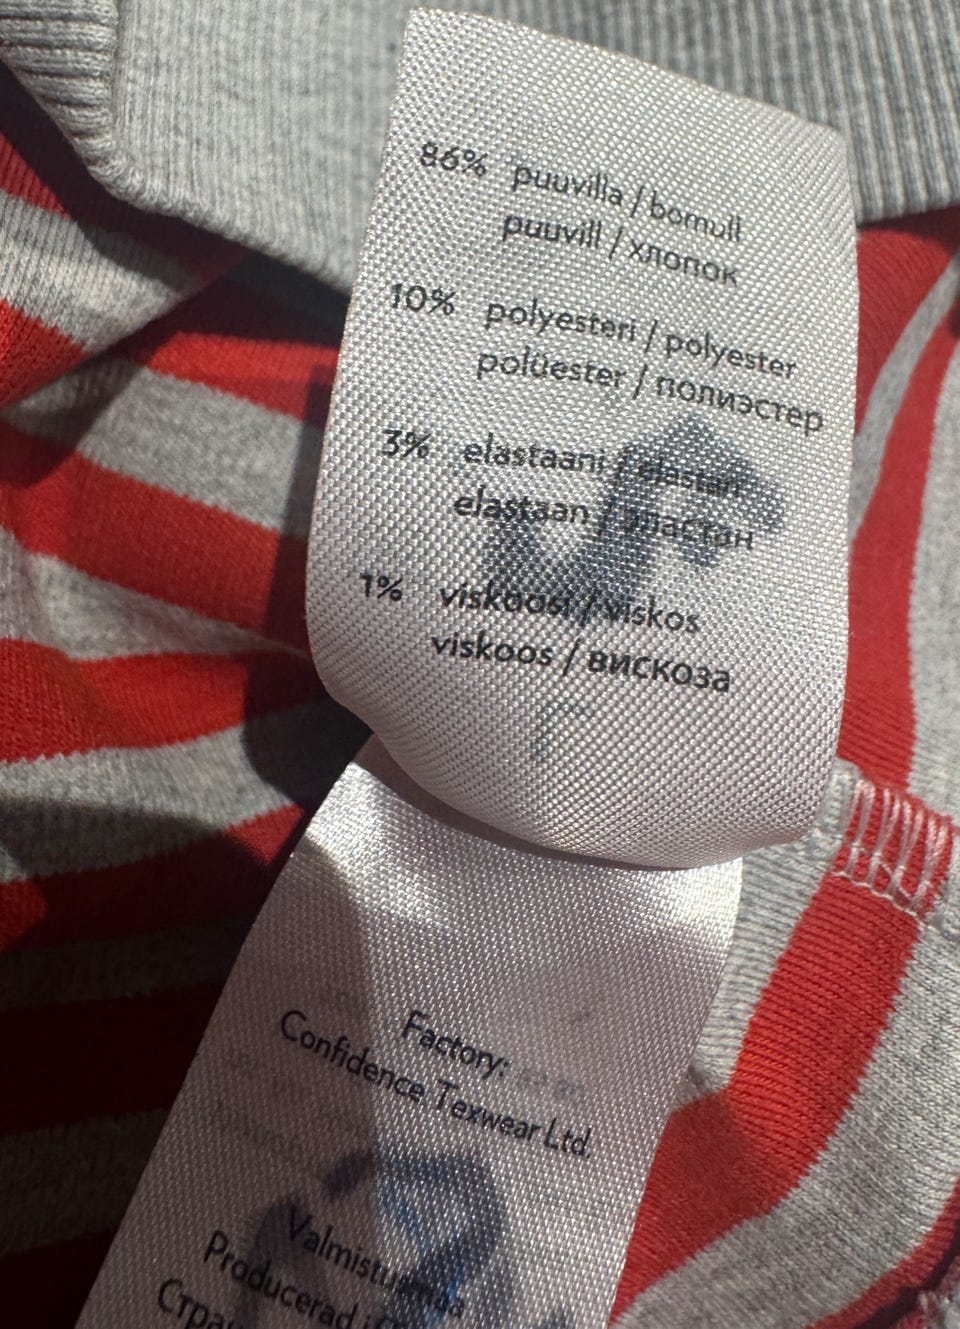 86% puuvilla / bomull
puuvill / хлопок
10% polyesteri / polyester
polüester / полиэстер
3% elastaani / elastan
elastaan / эластан
1% viskoosi / viskos
viskoos / вискоза
Factory:
Confidence Texwear Ltd.
Valmistusmaa
Producerad i